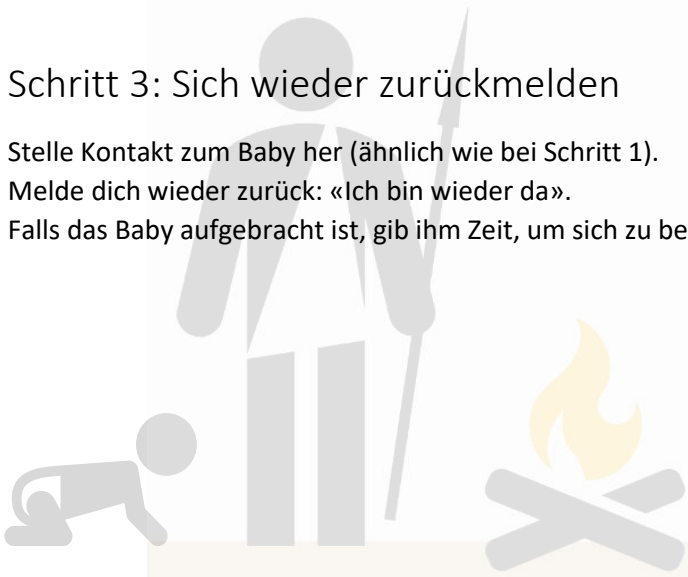 Schritt 3: Sich wieder zurückmelden
Stelle Kontakt zum Baby her (ähnlich wie bei Schritt 1).
Melde dich wieder zurück: «Ich bin wieder da».
Falls das Baby aufgebracht ist, gib ihm Zeit, um sich zu be